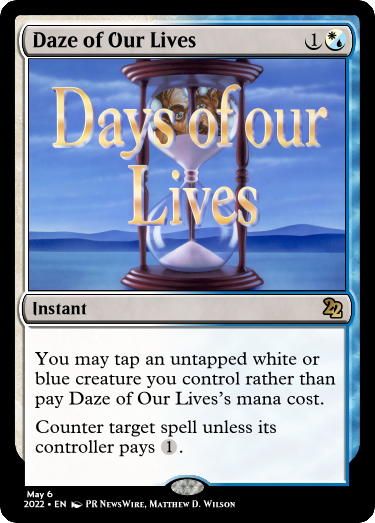 Daze of Our Lives 1
Days of our
Lives
Instant 22
You may tap an untapped white or
blue creature you control rather than
pay Daze of Our Lives's mana cost.
Counter target spell unless its
controller pays 1.
May 6
2022 • EN PR NewsWire, Matthew D. Wilson